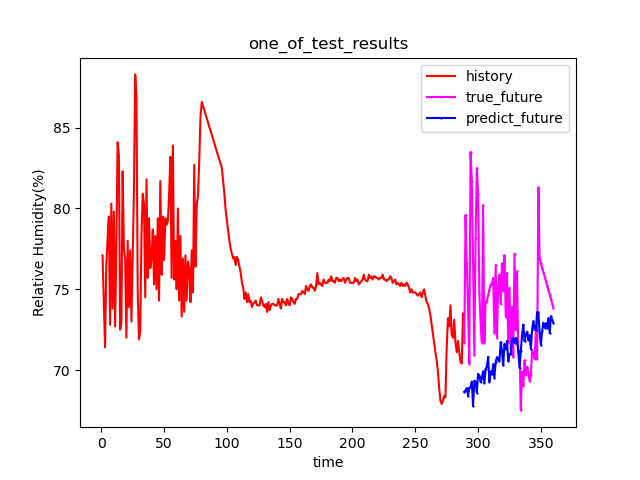 one_of_test_results
history
true_future
predict_future
Relative Humidity(%)
85
80
75
70
0 50 100 150 200 250 300 350
time